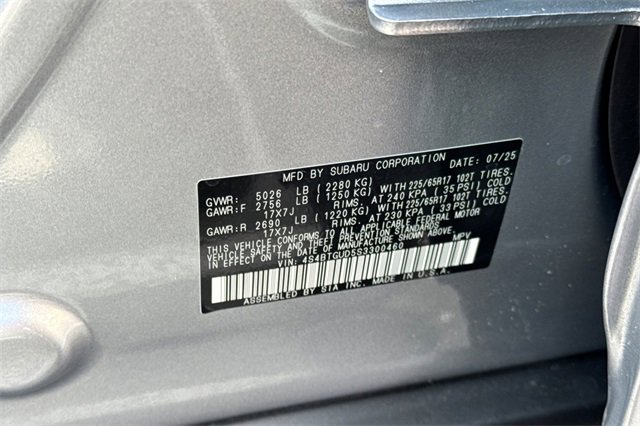 MFD BY SUBARU CORPORATION DATE: 07/25
GVWR: 5026 LB ( 2280 KG)
GAWR:F 2756 LB ( 1250 KG) WITH 225/65R17 102T TIRES.
17X7J RIMS. AT 240 KPA ( 35 PSI) COLD
GAWR:R 2690 LB ( 1220 KG) WITH 225/65R17 102T TIRES.
17X7J RIMS. AT 230 KPA ( 33 PSI) COLD
THIS VEHICLE CONFORMS TO ALL APPLICABLE FEDERAL MOTOR
VEHICLE SAFETY AND THEFT PREVENTION STANDARDS IN EFFECT ON THE DATE OF MANUFACTURE SHOWN ABOVE.
VIN: 4S4BTGUD5S3300460 MPV
ASSEMBLED BY SIA INC. MADE IN U.S.A.